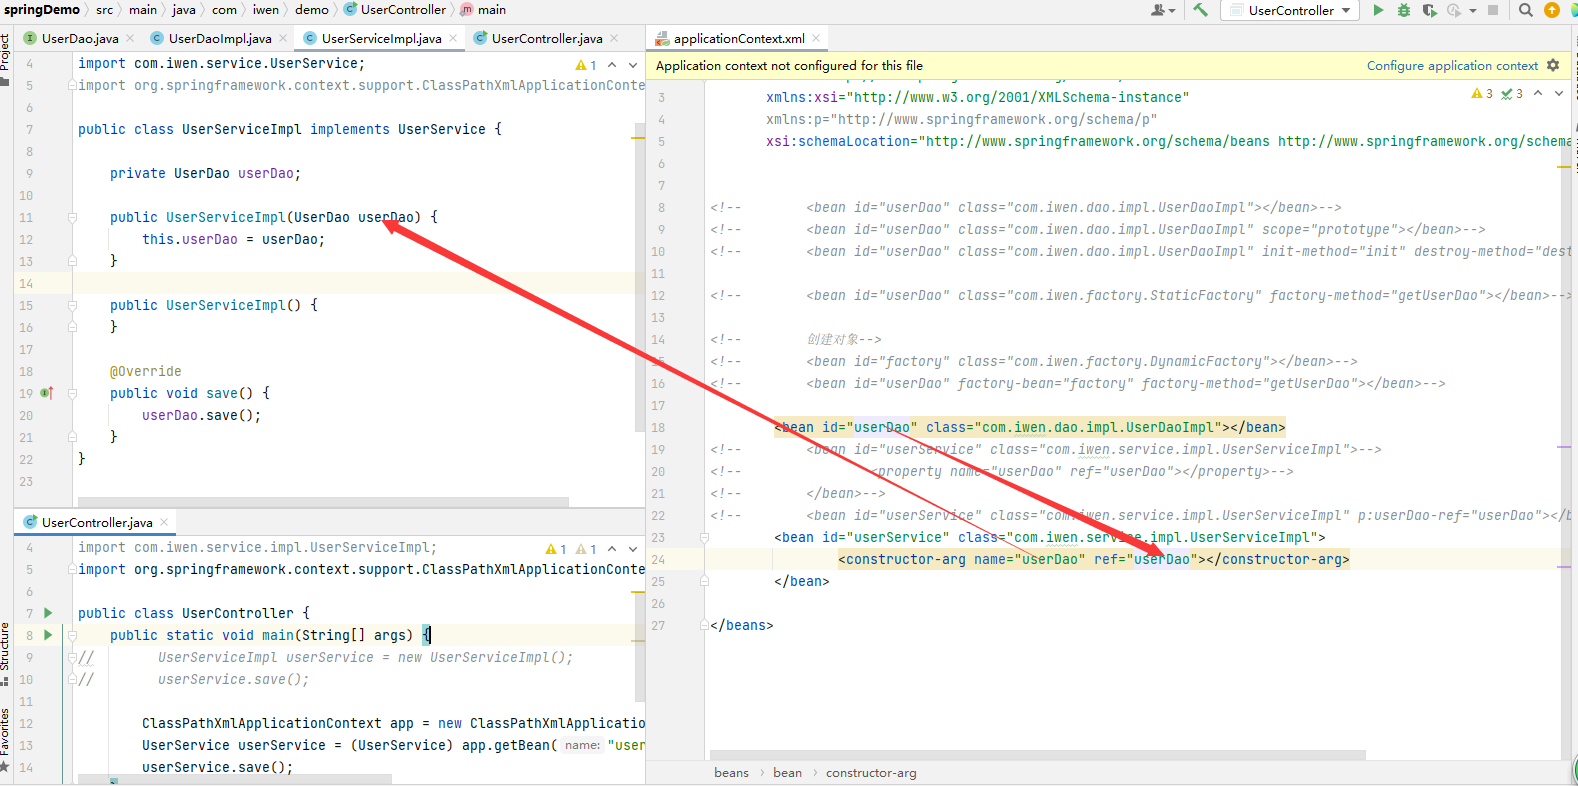 springDemo src main java com iwen demo UserController main
UserController
UserDao.java UserDaoImpl.java UserServiceImpl.java UserController.java
applicationContext.xml
Project
4 import com.iwen.service.UserService; 1
5 import org.springframework.context.support.ClassPathXmlApplicationConte
6
7 public class UserServiceImpl implements UserService {
8
9 private UserDao userDao;
10
11 public UserServiceImpl(UserDao userDao) {
12 this.userDao = userDao;
13 }
14
15 public UserServiceImpl() {
16 }
17
18 @Override
19 public void save() {
20 userDao.save();
21 }
22 }
23
UserController.java
4 import com.iwen.service.impl.UserServiceImpl; 1 1
5 import org.springframework.context.support.ClassPathXmlApplicationConte
6
7 public class UserController {
8 public static void main(String[] args) {
9 // UserServiceImpl userService = new UserServiceImpl();
10 // userService.save();
11
12 ClassPathXmlApplicationContext app = new ClassPathXmlApplication
13 UserService userService = (UserService) app.getBean( name: "user
14 userService.save();
Structure
Favorites
Application context not configured for this file Configure application context
3 xmlns:xsi="http://www.w3.org/2001/XMLSchema-instance" 3 3
4 xmlns:p="http://www.springframework.org/schema/p"
5 xsi:schemaLocation="http://www.springframework.org/schema/beans http://www.springframework.org/schema
6
7
8 <!-- <bean id="userDao" class="com.iwen.dao.impl.UserDaoImpl"></bean>-->
9 <!-- <bean id="userDao" class="com.iwen.dao.impl.UserDaoImpl" scope="prototype"></bean>-->
10 <!-- <bean id="userDao" class="com.iwen.dao.impl.UserDaoImpl" init-method="init" destroy-method="dest
11
12 <!-- <bean id="userDao" class="com.iwen.factory.StaticFactory" factory-method="getUserDao"></bean>-->
13
14 <!-- 创建对象-->
15 <!-- <bean id="factory" class="com.iwen.factory.DynamicFactory"></bean>-->
16 <!-- <bean id="userDao" factory-bean="factory" factory-method="getUserDao"></bean>-->
17
18 <bean id="userDao" class="com.iwen.dao.impl.UserDaoImpl"></bean>
19 <!-- <bean id="userService" class="com.iwen.service.impl.UserServiceImpl">-->
20 <!-- <property name="userDao" ref="userDao"></property>-->
21 <!-- </bean>-->
22 <!-- <bean id="userService" class="com.iwen.service.impl.UserServiceImpl" p:userDao-ref="userDao"></b
23 <bean id="userService" class="com.iwen.service.impl.UserServiceImpl">
24 <constructor-arg name="userDao" ref="userDao"></constructor-arg>
25 </bean>
26
27 </beans>
beans bean constructor-arg